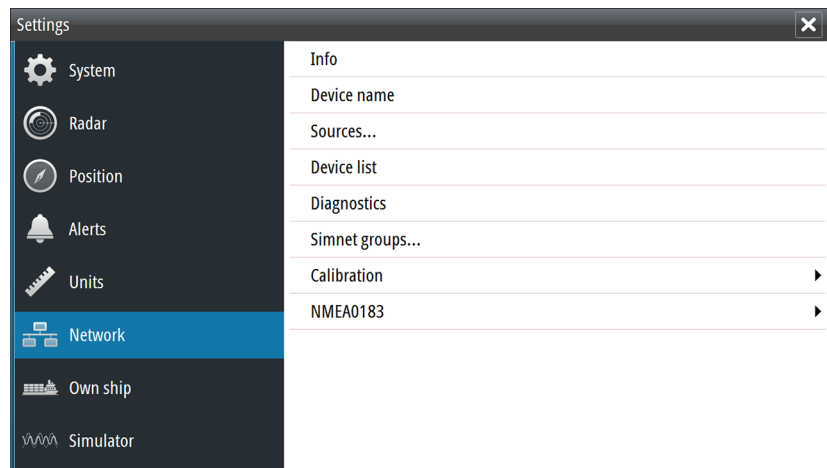 Settings
System
Radar
Position
Alerts
Units
Network
Own ship
Simulator
Info
Device name
Sources...
Device list
Diagnostics
Simnet groups...
Calibration
NMEA0183